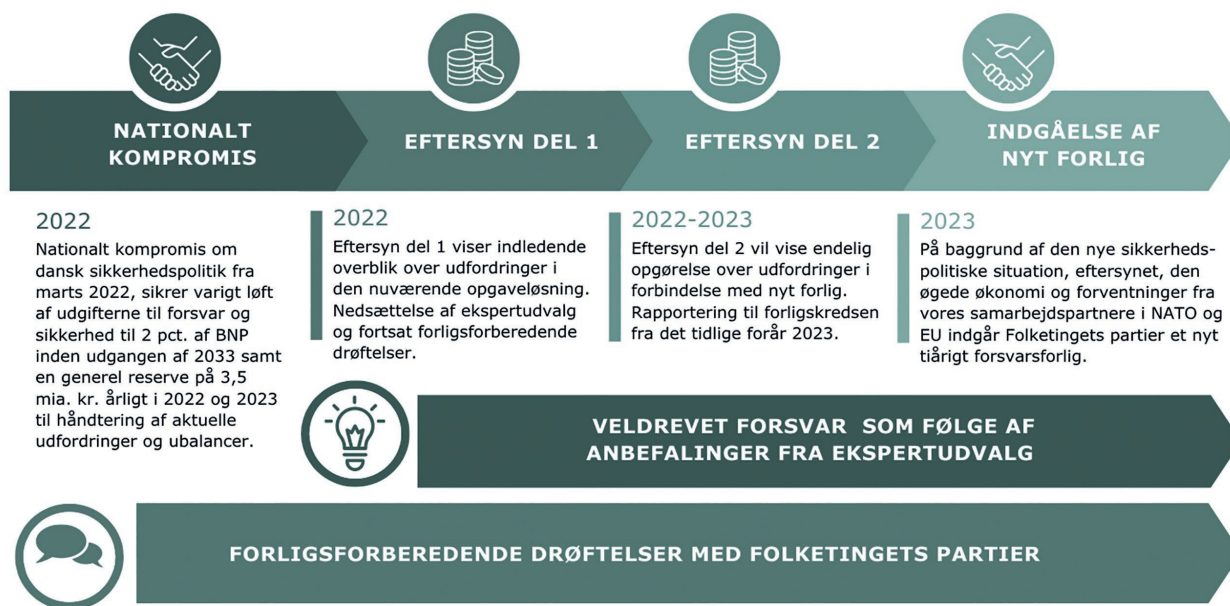 NATIONALT
KOMPROMIS
EFTERSYN DEL 1
EFTERSYN DEL 2
INDGÅELSE AF
NYT FORLIG
2022
Nationalt kompromis om
dansk sikkerhedspolitik fra
marts 2022, sikrer varigt løft
af udgifterne til forsvar og
sikkerhed til 2 pct. af BNP
inden udgangen af 2033 samt
en generel reserve på 3,5
mia. kr. årligt i 2022 og 2023
til håndtering af aktuelle
udfordringer og ubalancer.
2022
Eftersyn del 1 viser indledende
overblik over udfordringer i
den nuværende opgaveløsning.
Nedsættelse af ekspertudvalg
og fortsat forligsforberedende
drøftelser.
2022-2023
Eftersyn del 2 vil vise endelig
opgørelse over udfordringer i
forbindelse med nyt forlig.
Rapportering til forligskredsen
fra det tidlige forår 2023.
2023
På baggrund af den nye sikkerheds-
politiske situation, eftersynet, den
øgede økonomi og forventninger fra
vores samarbejdspartnere i NATO og
EU indgår Folketingets partier et nyt
tiårigt forsvarsforlig.
VELDREVET FORSVAR SOM FØLGE AF
ANBEFALINGER FRA EKSPERTUDVALG
FORLIGSFORBEREDENDE DRØFTELSER MED FOLKETINGETS PARTIER